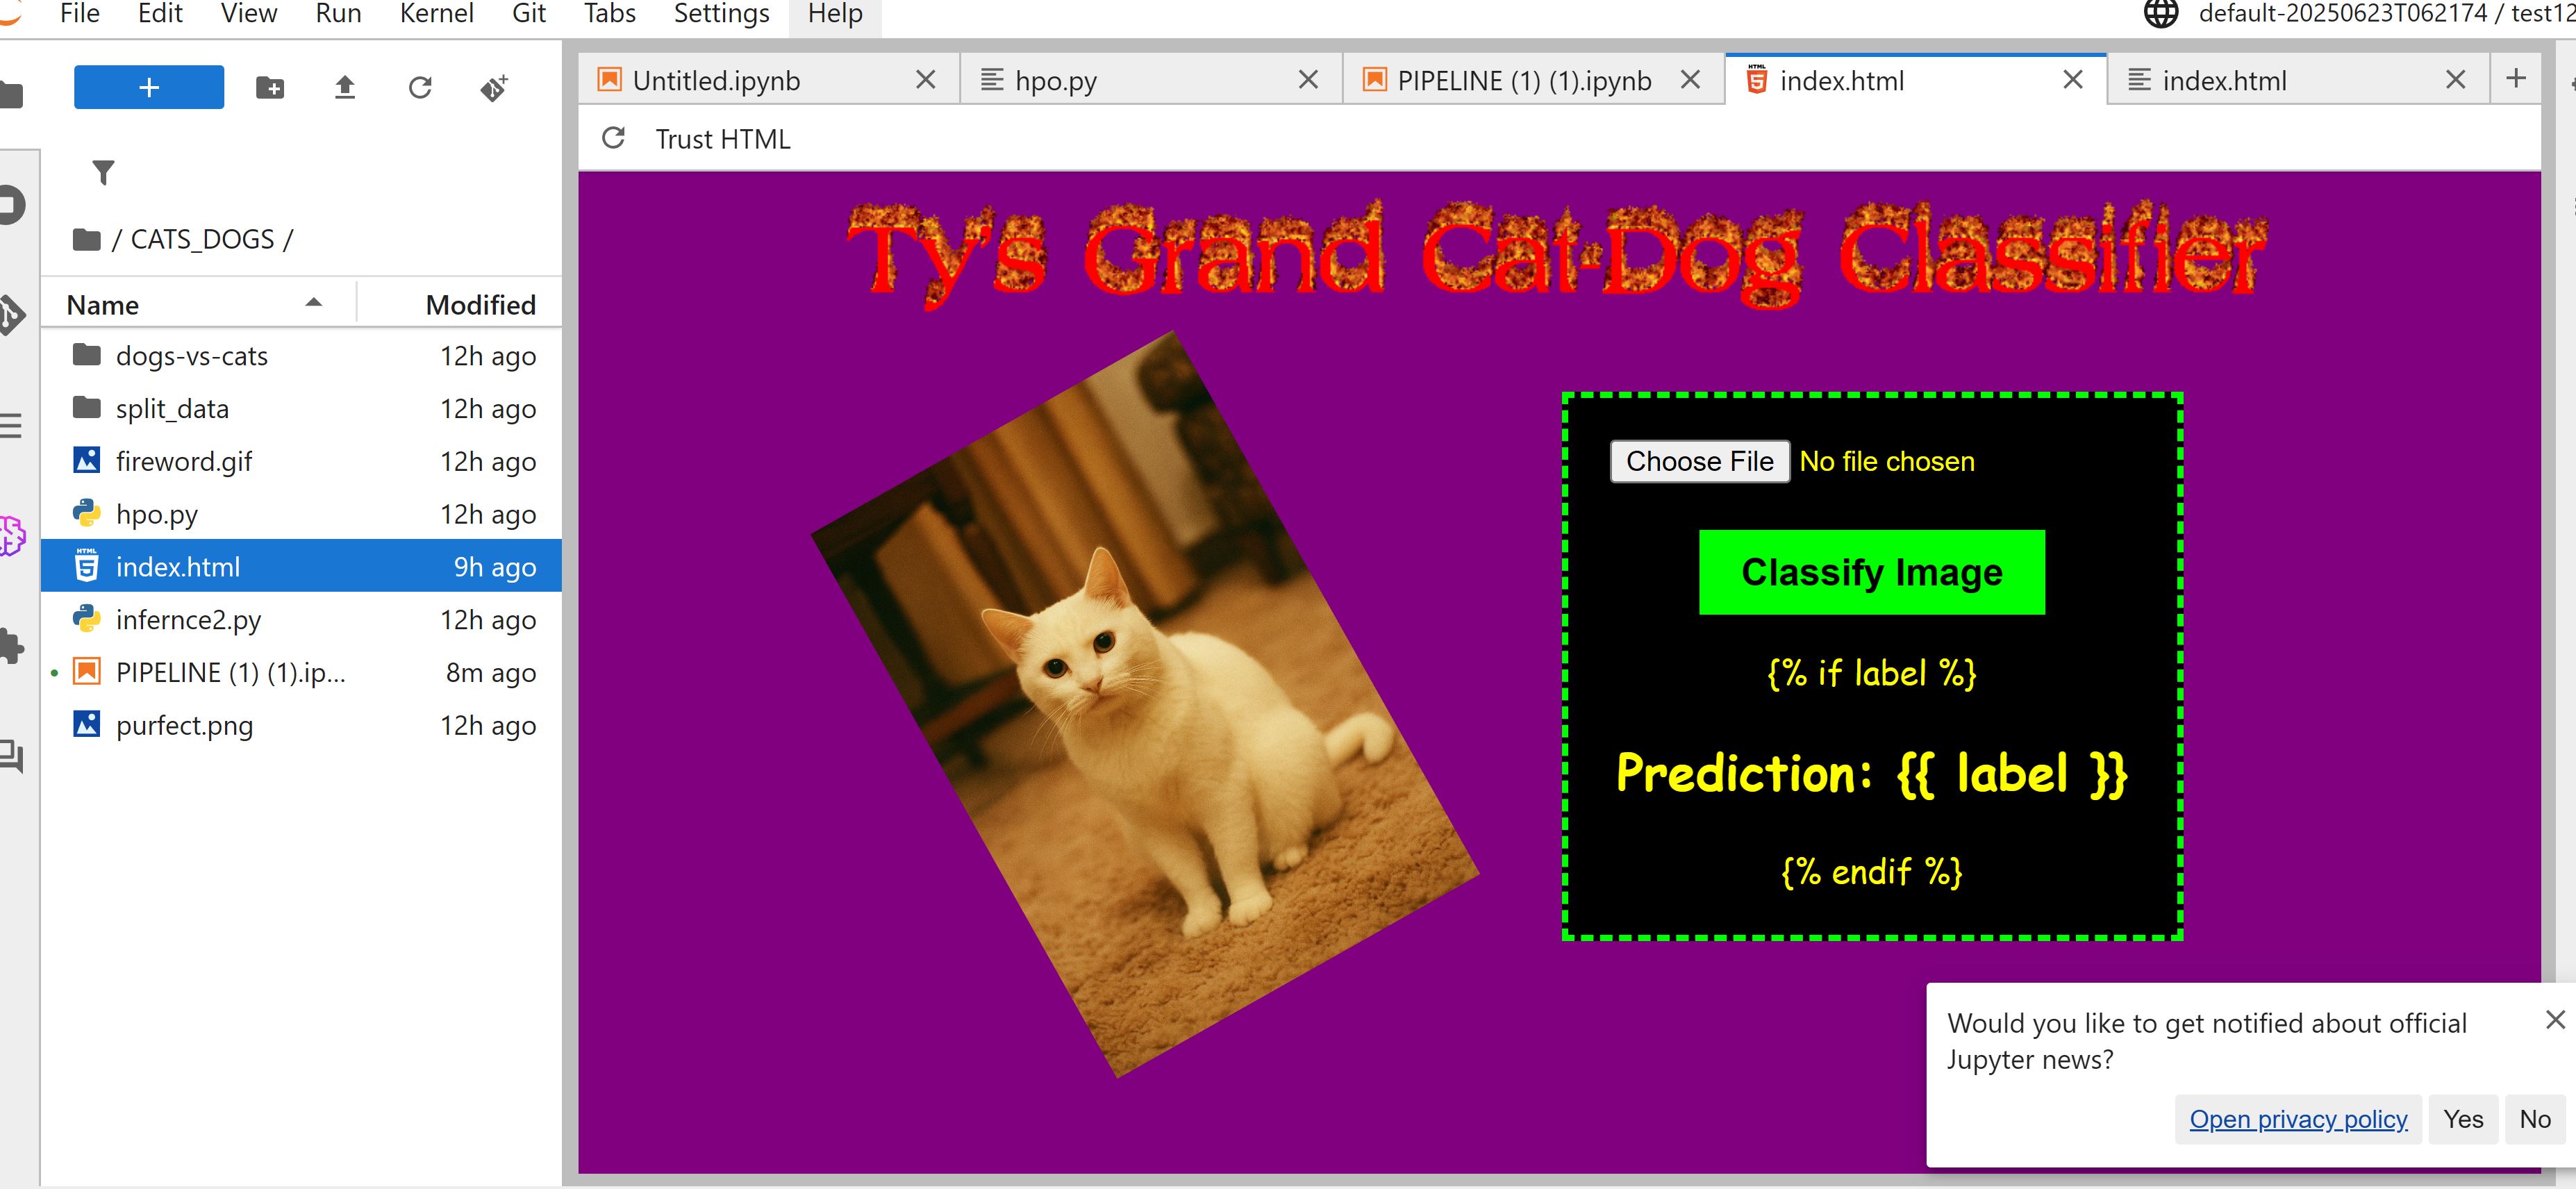 File Edit View Run Kernel Git Tabs Settings Help
default-20250623T062174 / test12
Untitled.ipynb
hpo.py
PIPELINE (1) (1).ipynb
index.html
index.html
Trust HTML
/ CATS_DOGS /
Name Modified
dogs-vs-cats 12h ago
split_data 12h ago
fireword.gif 12h ago
hpo.py 12h ago
index.html 9h ago
infernce2.py 12h ago
PIPELINE (1) (1).ip... 8m ago
purfect.png 12h ago
Ty's Grand Cat-Dog Classifier
Choose File No file chosen
Classify Image
{% if label %}
Prediction: {{ label }}
{% endif %}
Would you like to get notified about official
Jupyter news?
Open privacy policy Yes No